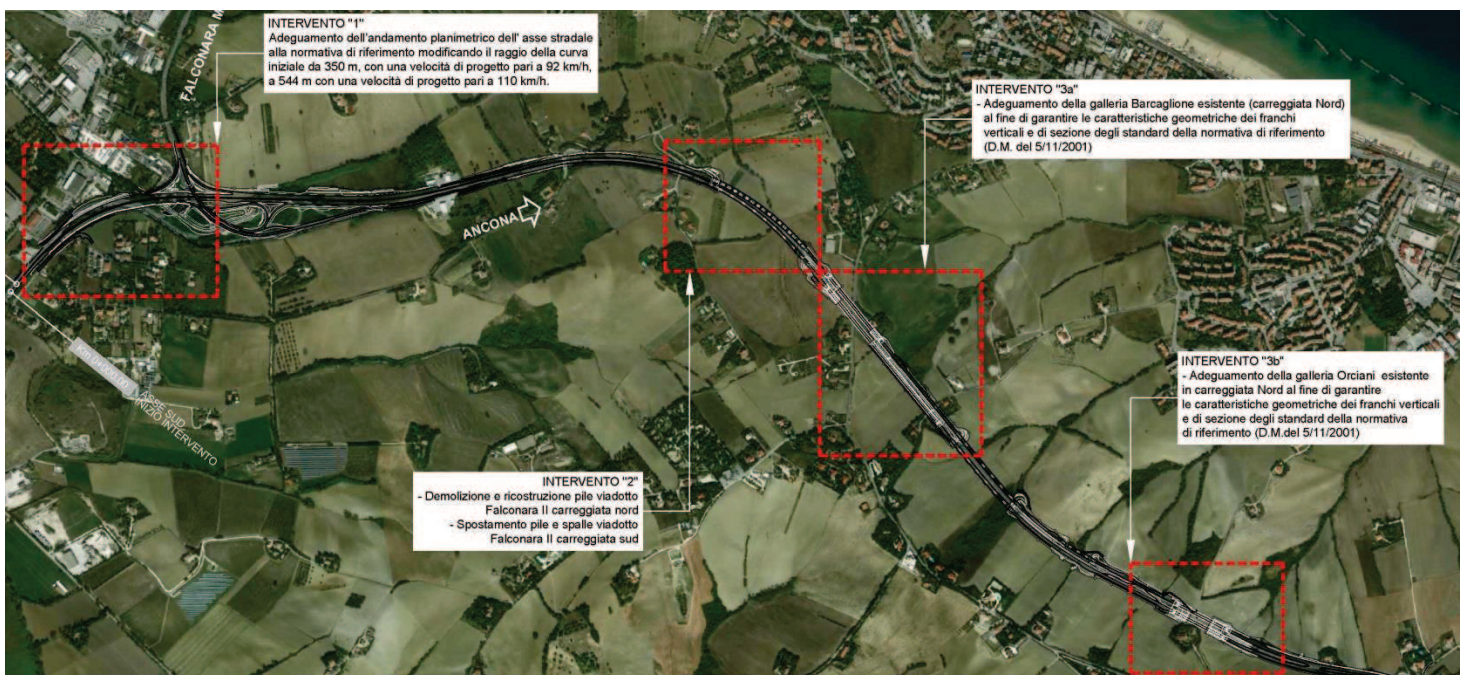 INTERVENTO "1"
Adeguamento dell'andamento planimetrico dell' asse stradale
alla normativa di riferimento modificando il raggio della curva
iniziale da 350 m, con una velocità di progetto pari a 92 km/h,
a 544 m con una velocità di progetto pari a 110 km/h.
FALCONARA M
INTERVENTO "3a"
- Adeguamento della galleria Barcaglione esistente (carreggiata Nord)
al fine di garantire le caratteristiche geometriche dei franchi
verticali e di sezione degli standard della normativa di riferimento
(D.M. del 5/11/2001)
ANCONA
INTERVENTO "3b"
- Adeguamento della galleria Orciani esistente
in carreggiata Nord al fine di garantire
le caratteristiche geometriche dei franchi verticali
e di sezione degli standard della normativa
di riferimento (D.M.del 5/11/2001)
ASSE SUD
INIZIO INTERVENTO
INTERVENTO "2"
- Demolizione e ricostruzione pile viadotto
Falconara II carreggiata nord
- Spostamento pile e spalle viadotto
Falconara II carreggiata sud